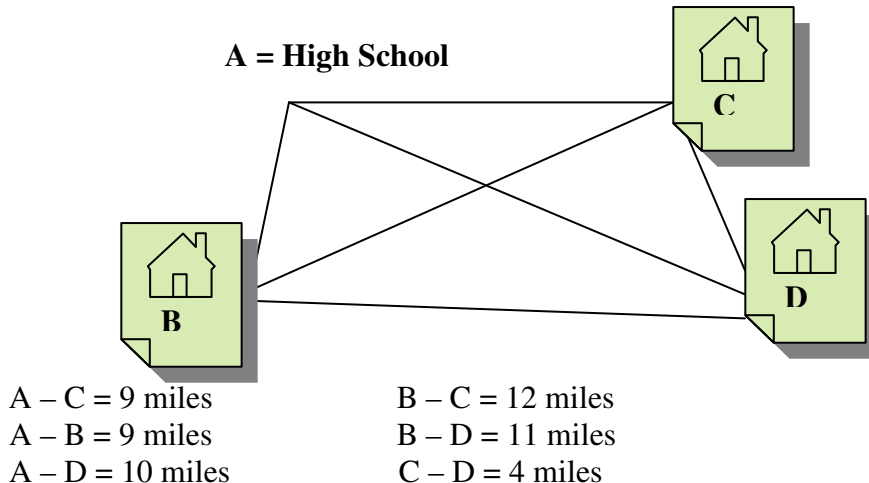 A = High School
C
D
B
A – C = 9 miles
B – C = 12 miles
A – B = 9 miles
B – D = 11 miles
A – D = 10 miles
C – D = 4 miles